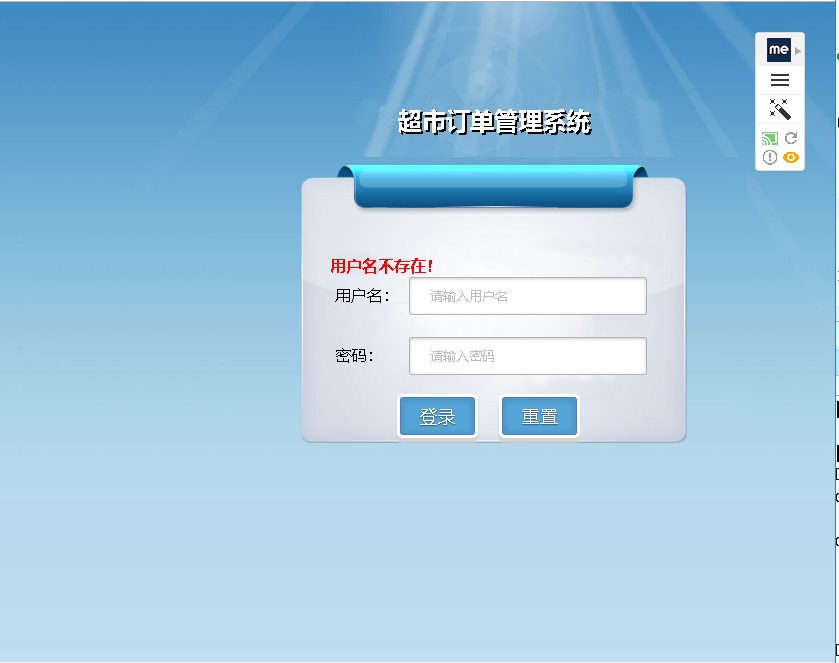 me
超市订单管理系统
用户名不存在！
用户名：
请输入用户名
密码：
请输入密码
登录
重置